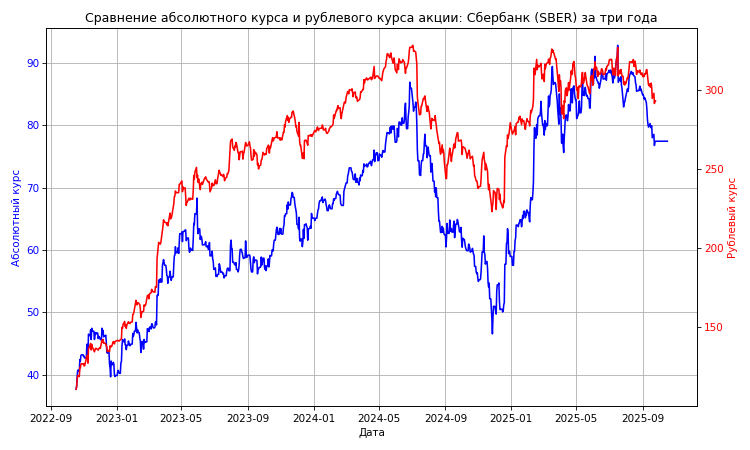 Сравнение абсолютного курса и рублевого курса акции: Сбербанк (SBER) за три года
90
80
70
60
50
40
Абсолютный курс
300
250
200
150
Рублевый курс
2022-09 2023-01 2023-05 2023-09 2024-01 2024-05 2024-09 2025-01 2025-05 2025-09
Дата